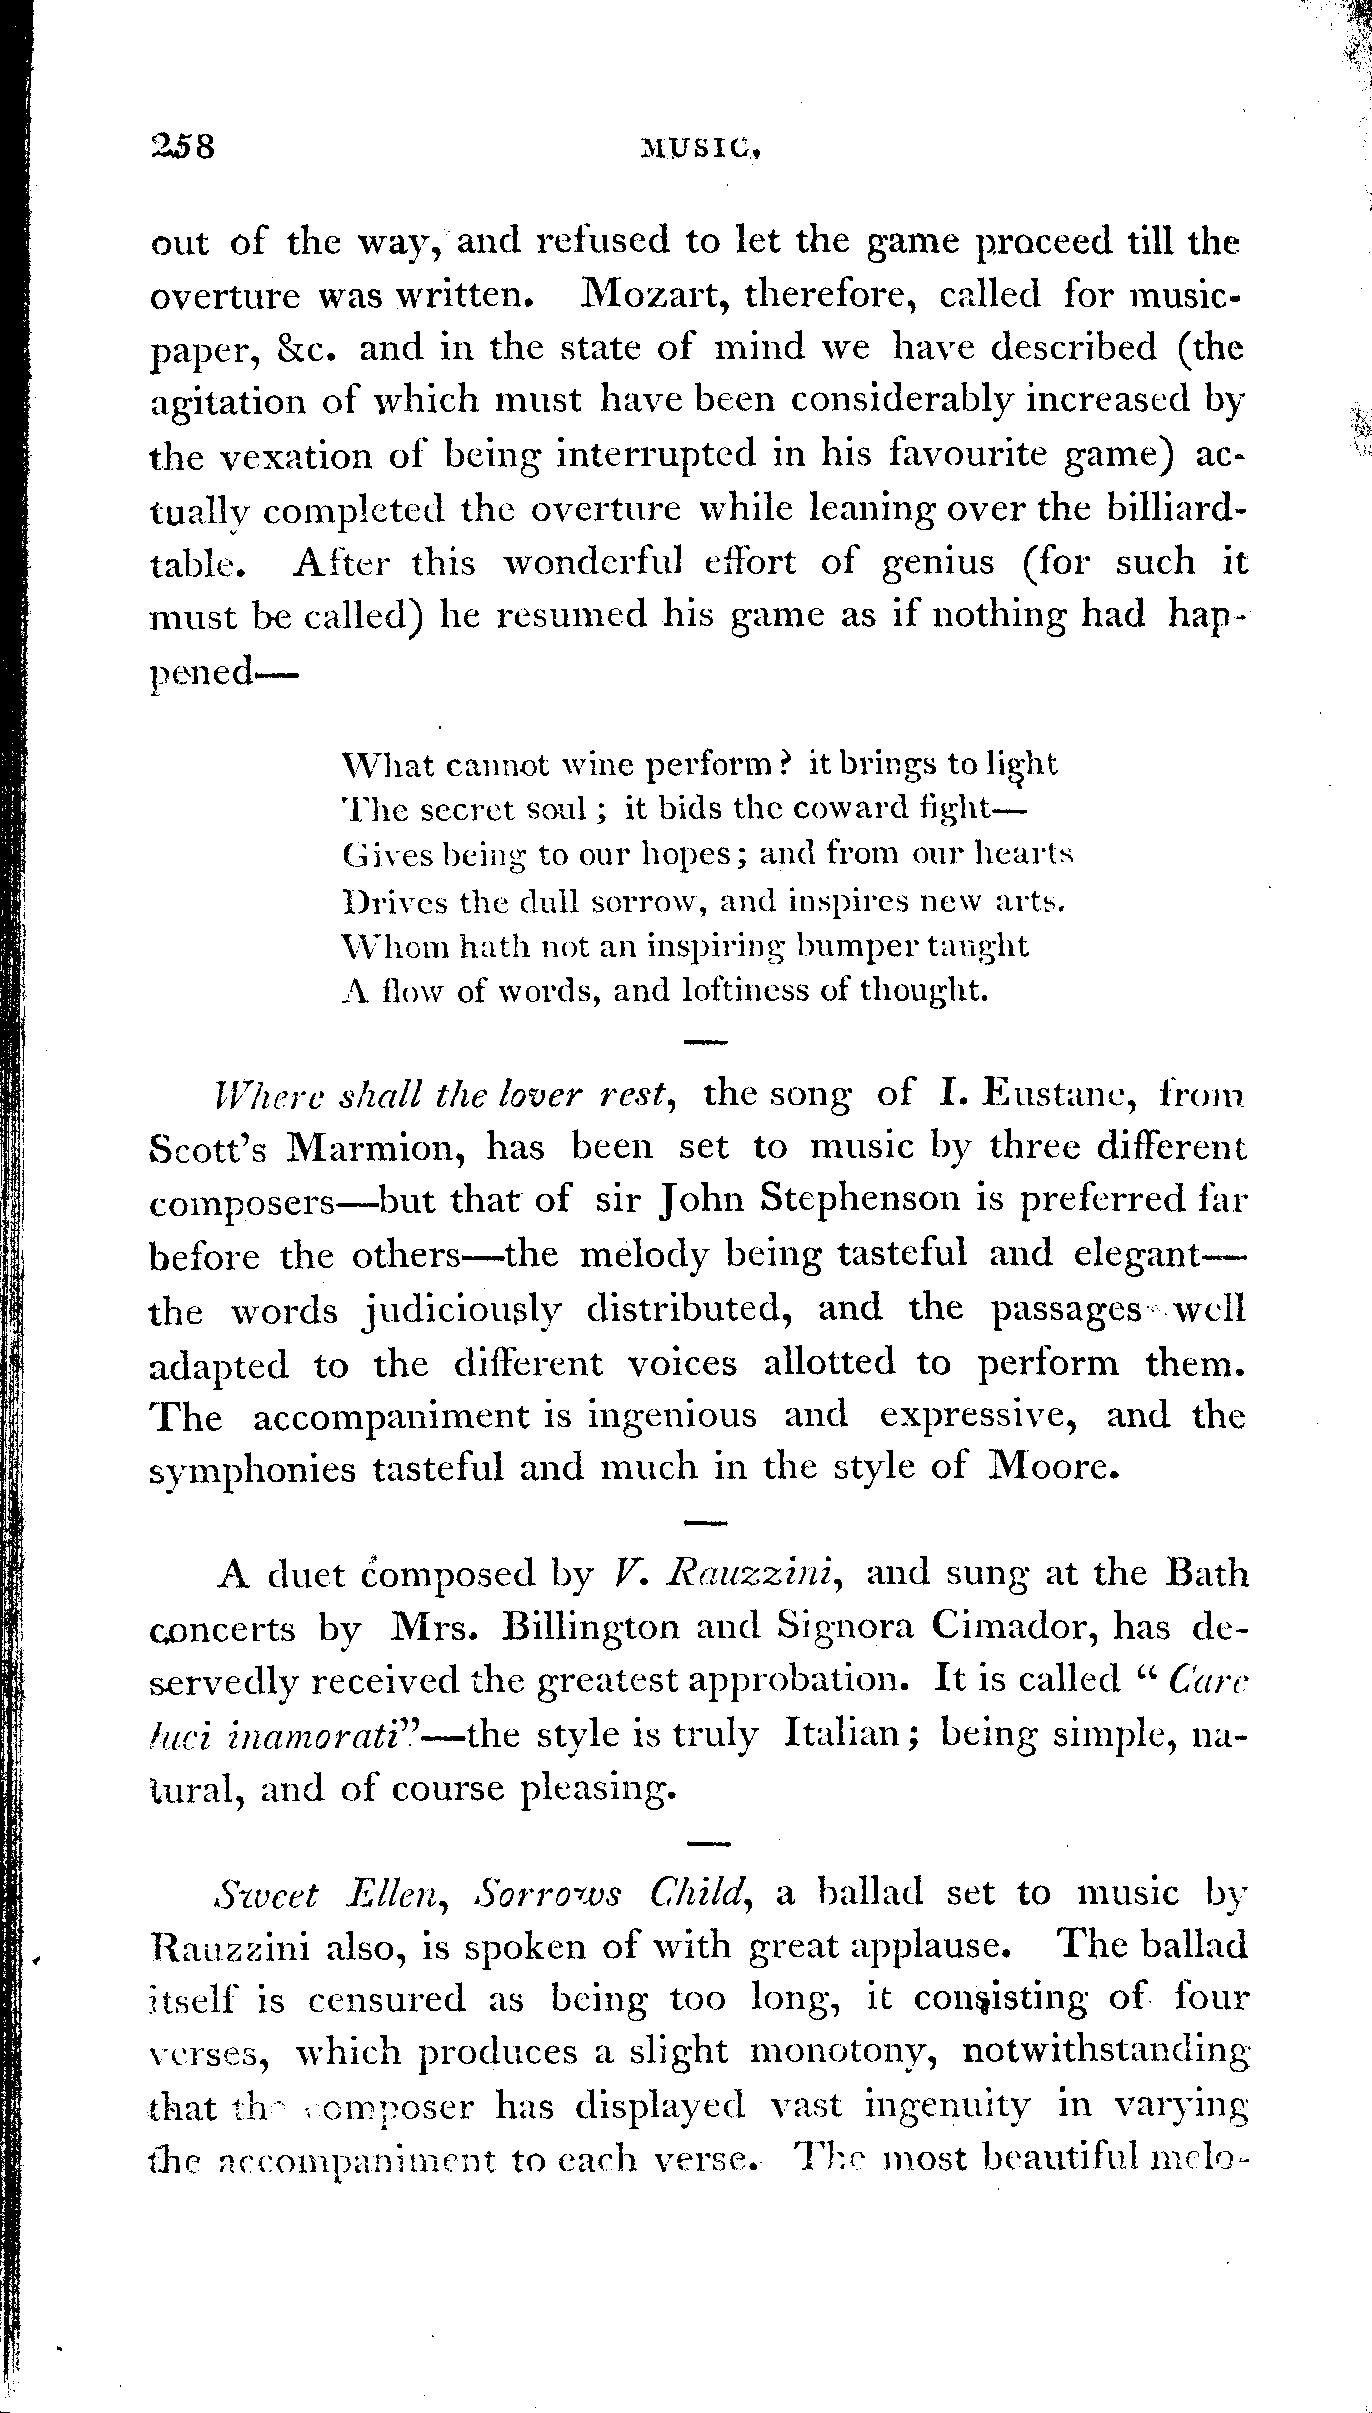 258 MUSIC,
out of the way, and refused to let the game proceed till the
overture was written. Mozart, therefore, called for music-
paper, &c. and in the state of mind we have described (the
agitation of which must have been considerably increased by
the vexation of being interrupted in his favourite game) ac-
tually completed the overture while leaning over the billiard-
table. After this wonderful effort of genius (for such it
must be called) he resumed his game as if nothing had hap-
pened—
What cannot wine perform? it brings to light
The secret soul; it bids the coward fight—
Gives being to our hopes; and from our hearts
Drives the dull sorrow, and inspires new arts.
Whom hath not an inspiring bumper taught
A flow of words, and loftiness of thought.
—
Where shall the lover rest, the song of I. Eustane, from
Scott's Marmion, has been set to music by three different
composers—but that of sir John Stephenson is preferred far
before the others—the melody being tasteful and elegant—
the words judiciously distributed, and the passages well
adapted to the different voices allotted to perform them.
The accompaniment is ingenious and expressive, and the
symphonies tasteful and much in the style of Moore.
—
A duet composed by V. Rauzzini, and sung at the Bath
concerts by Mrs. Billington and Signora Cimador, has de-
servedly received the greatest approbation. It is called “ Care
luci inamorati”—the style is truly Italian; being simple, na-
tural, and of course pleasing.
—
Sweet Ellen, Sorrows Child, a ballad set to music by
Rauzzini also, is spoken of with great applause. The ballad
itself is censured as being too long, it consisting of four
verses, which produces a slight monotony, notwithstanding
that the composer has displayed vast ingenuity in varying
the accompaniment to each verse. The most beautiful melo-